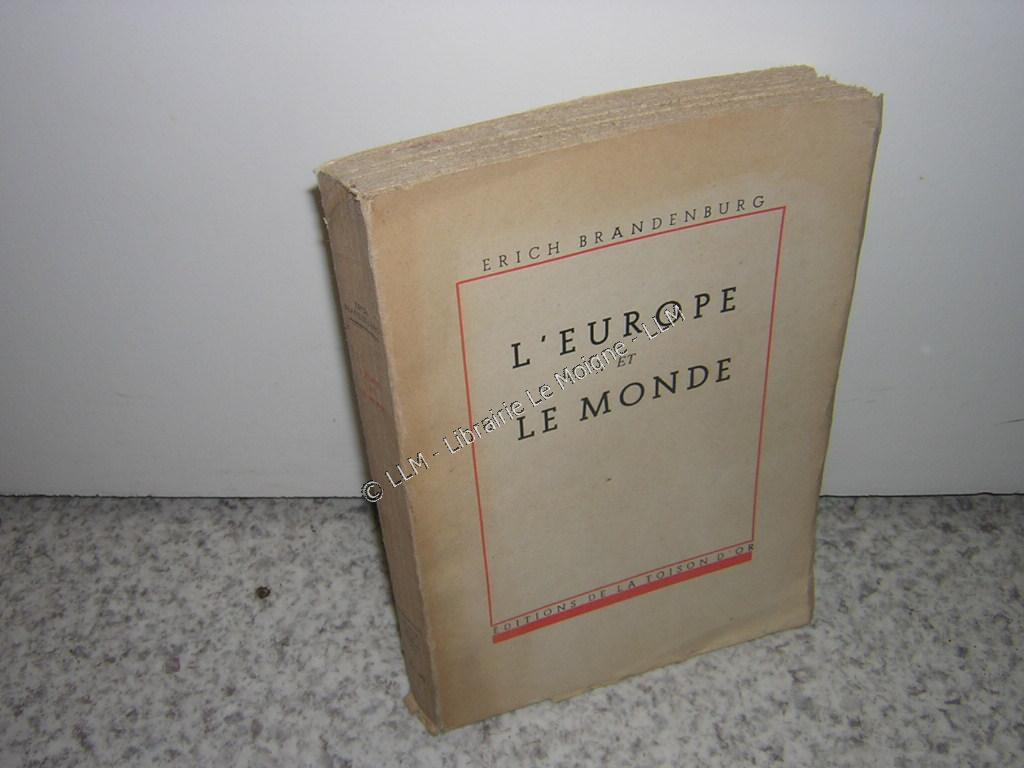 ERICH BRANDENBURG
L'EUROPE
ET
LE MONDE
EDITIONS DE LA TOISON D'OR
© LLM - Librairie Le Moigne - LLM